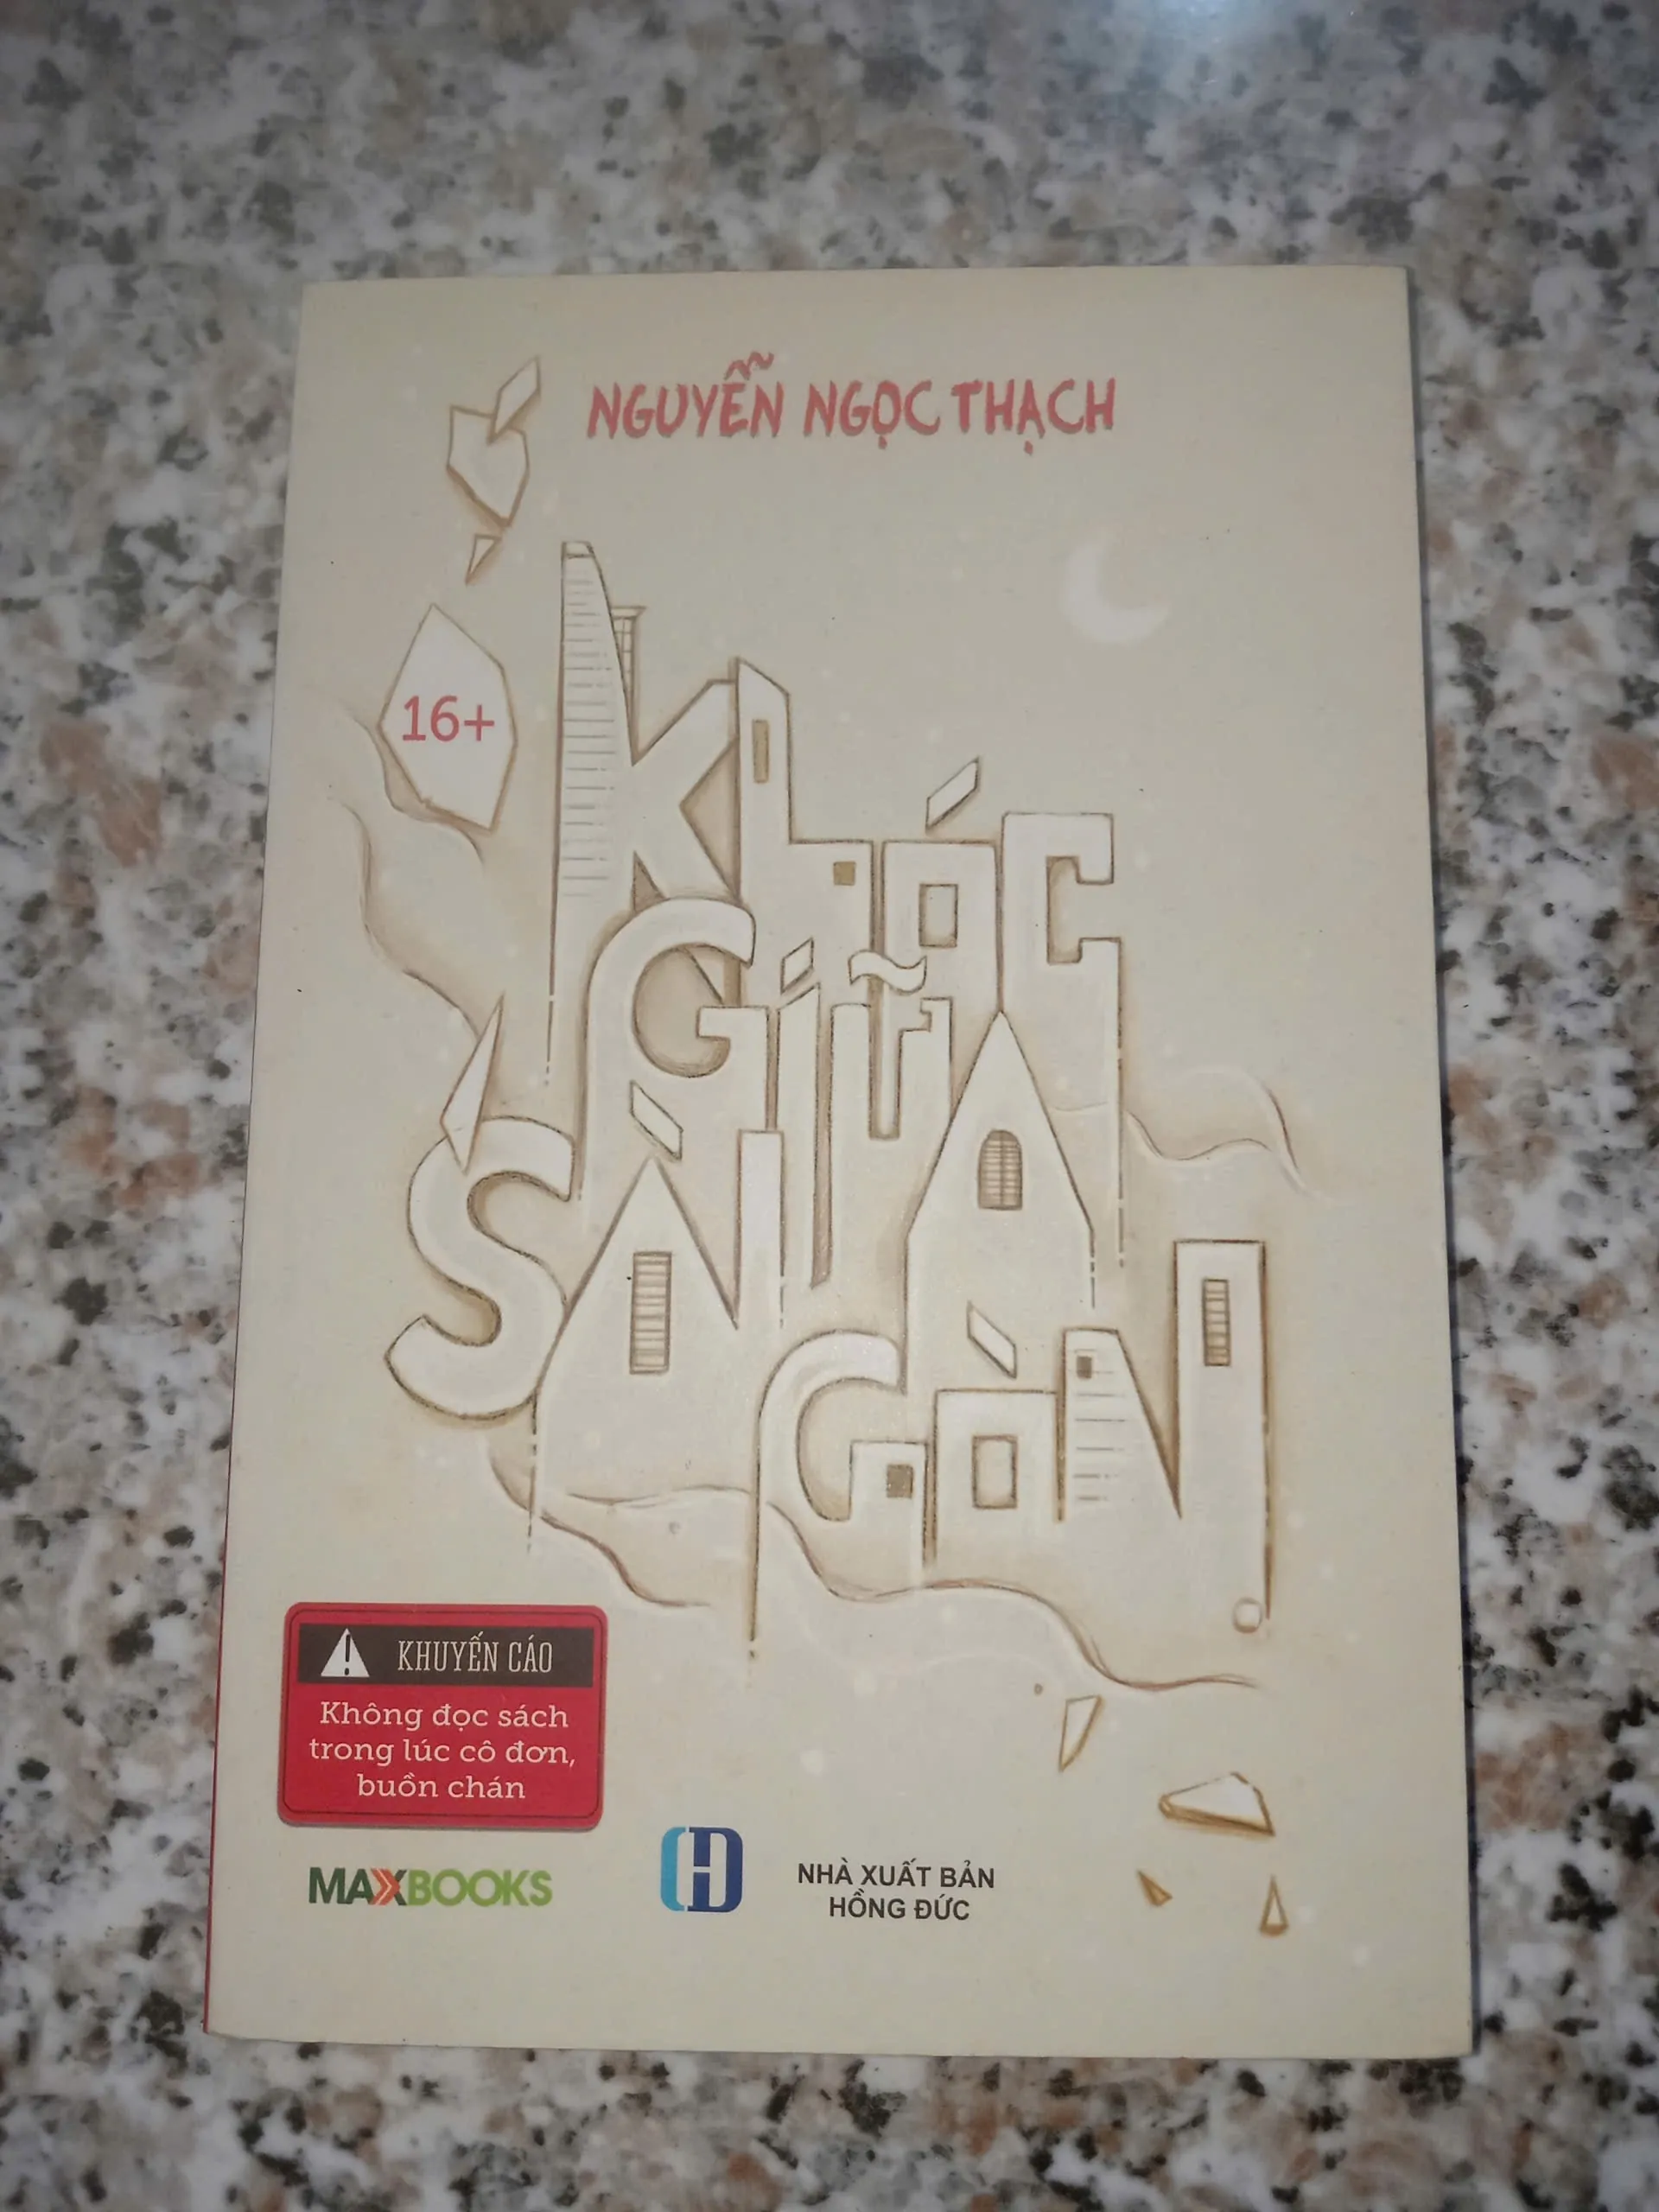 NGUYỄN NGỌC THẠCH
16+
KHÓC
GIỮA
SÀI
GÒN
KHUYẾN CÁO
Không đọc sách
trong lúc cô đơn,
buồn chán
MAXBOOKS
NHÀ XUẤT BẢN
HỒNG ĐỨC